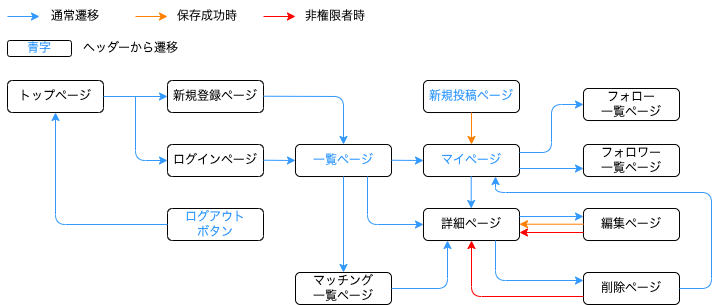 通常遷移
保存成功時
非権限者時
青字
ヘッダーから遷移
トップページ
新規登録ページ
新規投稿ページ
フォロー
一覧ページ
ログインページ
一覧ページ
マイページ
フォロワー
一覧ページ
ログアウト
ボタン
詳細ページ
編集ページ
マッチング
一覧ページ
削除ページ